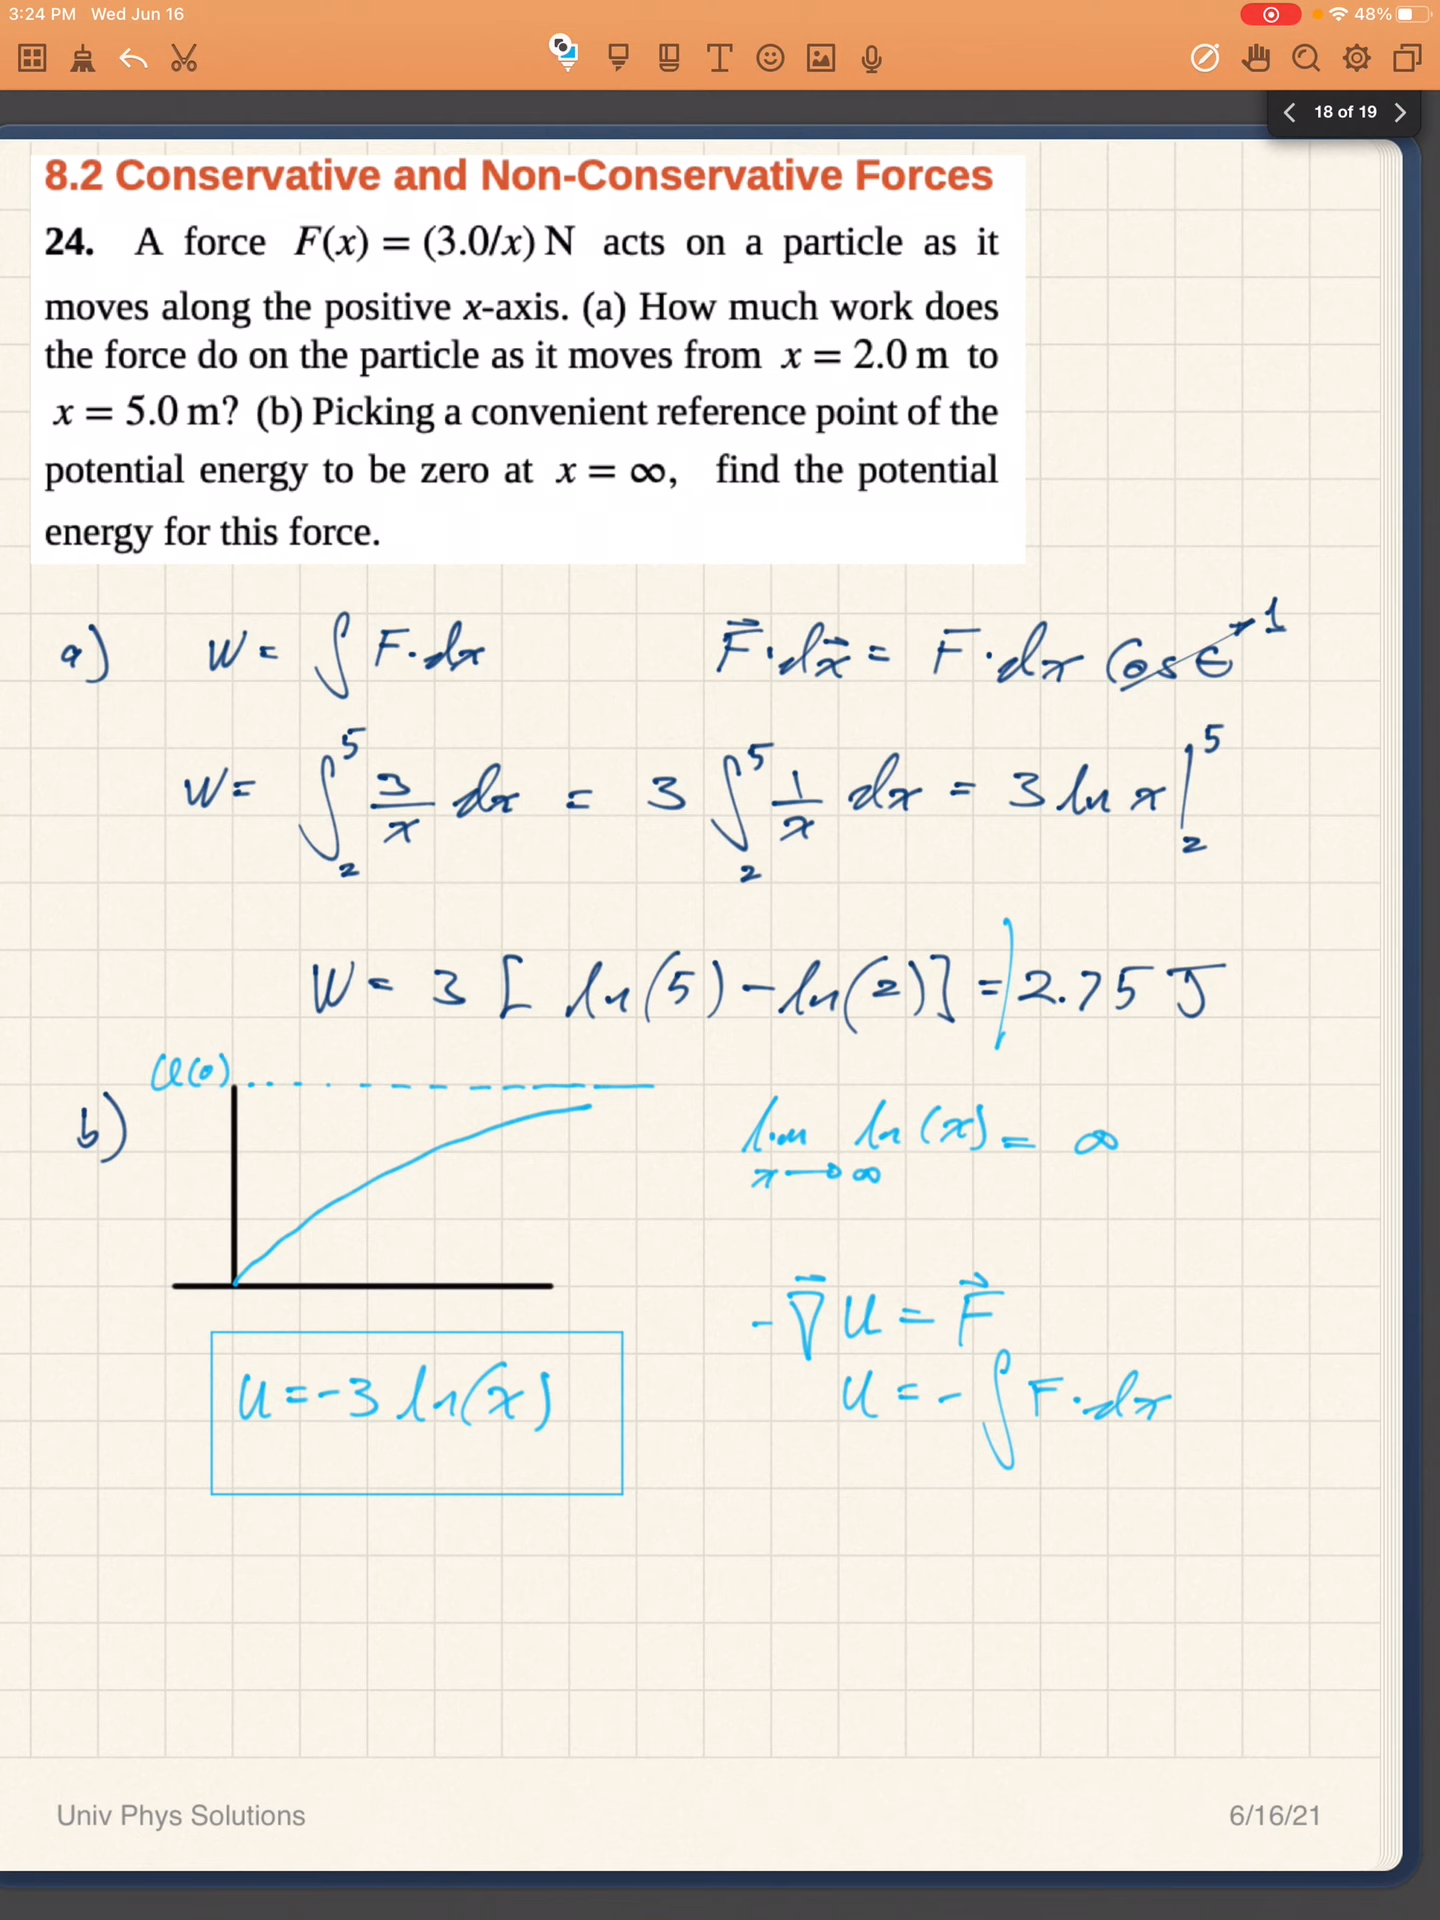 3:24 PM Wed Jun 16 48%
18 of 19
8.2 Conservative and Non-Conservative Forces
24. A force F(x) = (3.0/x) N acts on a particle as it
moves along the positive x-axis. (a) How much work does
the force do on the particle as it moves from x = 2.0 m to
x = 5.0 m? (b) Picking a convenient reference point of the
potential energy to be zero at x = ∞, find the potential
energy for this force.
a) W = ∫ F·dx F⃗·dx⃗ = F·dx Cos θ → 1
W = ∫₂⁵ 3/x dx = 3 ∫₂⁵ 1/x dx = 3 ln x |₂⁵
W = 3 [ ln(5) - ln(2)] = 2.75 J
U(0)
b) lim x→∞ ln(x) = ∞
-∇⃗U = F⃗
U = -3 ln(x) U = -∫ F·dx
Univ Phys Solutions 6/16/21